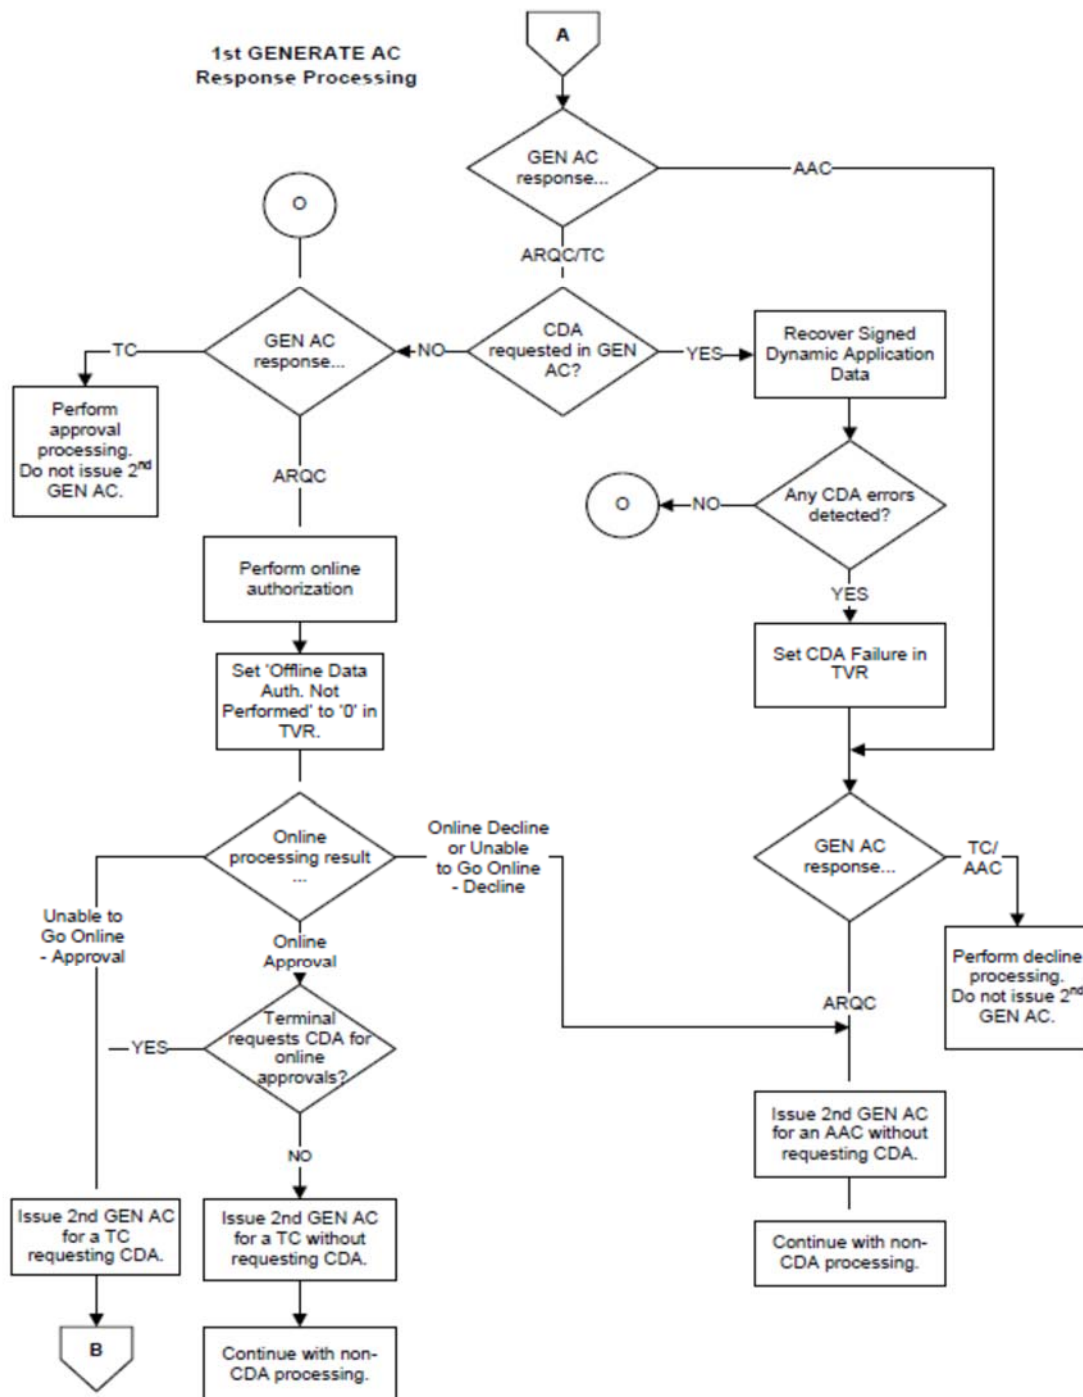 A
1st GENERATE AC
Response Processing
GEN AC
response...
AAC
O
ARQC/TC
GEN AC
response...
TC
NO
CDA
requested in GEN
AC?
YES
Recover Signed
Dynamic Application
Data
Perform
approval
processing.
Do not issue 2nd
GEN AC.
ARQC
O
NO
Any CDA errors
detected?
YES
Perform online
authorization
Set CDA Failure in
TVR
Set 'Offline Data
Auth. Not
Performed' to '0' in
TVR.
Online
processing result
...
Online Decline
or Unable
to Go Online
- Decline
GEN AC
response...
TC/
AAC
Unable to
Go Online
- Approval
Online
Approval
Perform decline
processing.
Do not issue 2nd
GEN AC.
ARQC
YES
Terminal
requests CDA for
online
approvals?
NO
Issue 2nd GEN AC
for an AAC without
requesting CDA.
Issue 2nd GEN AC
for a TC
requesting CDA.
Issue 2nd GEN AC
for a TC without
requesting CDA.
Continue with non-
CDA processing.
B
Continue with non-
CDA processing.